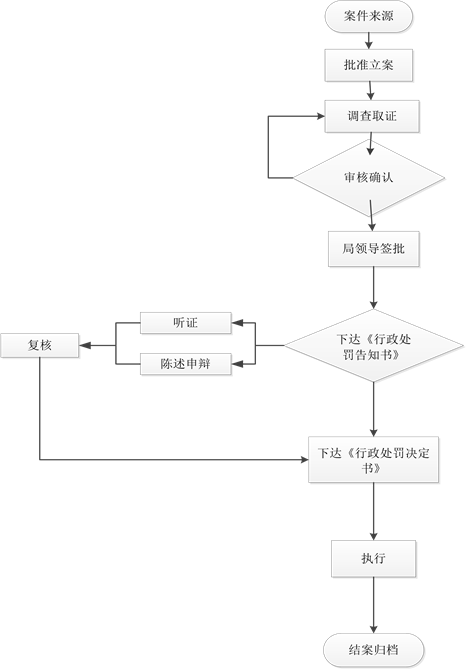 案件来源
批准立案
调查取证
审核确认
局领导签批
下达《行政处
罚告知书》
听证
陈述申辩
复核
下达《行政处罚决定
书》
执行
结案归档